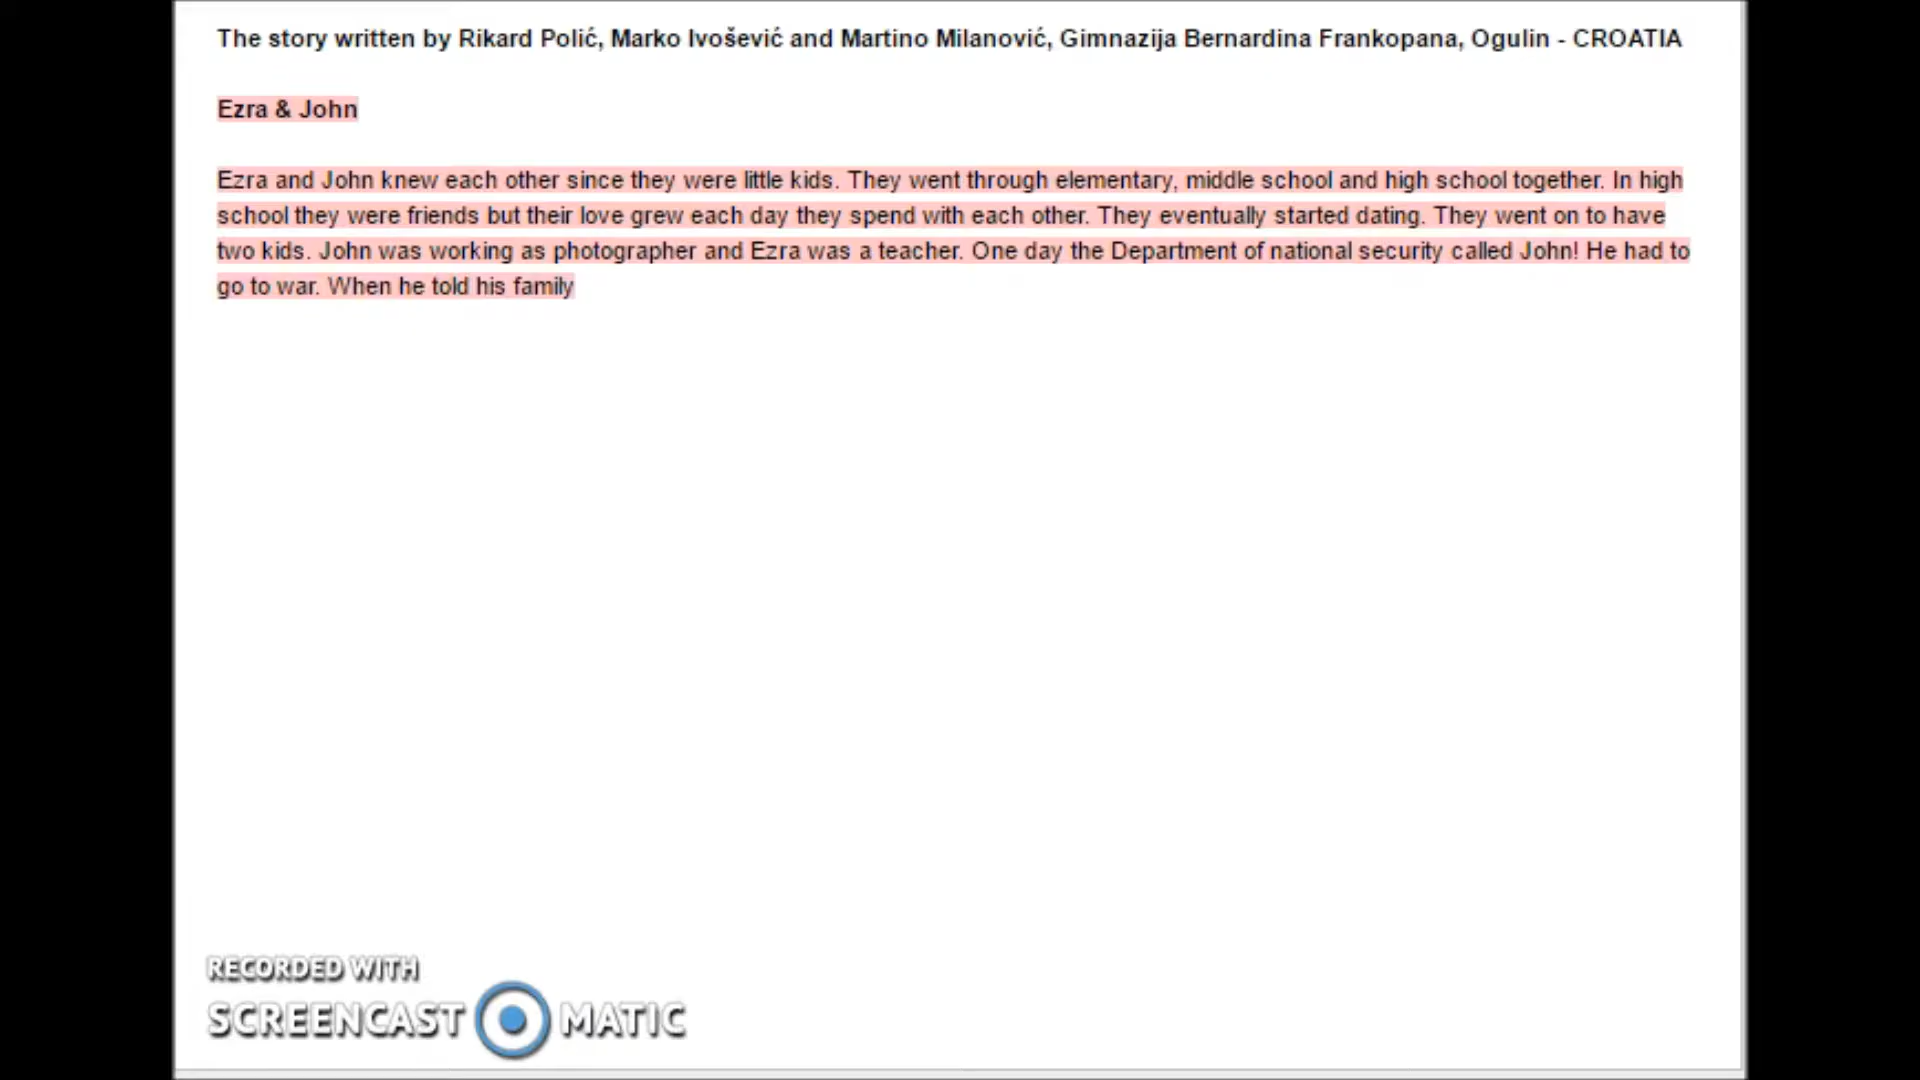 The story written by Rikard Polić, Marko Ivošević and Martino Milanović, Gimnazija Bernardina Frankopana, Ogulin - CROATIA
Ezra & John
Ezra and John knew each other since they were little kids. They went through elementary, middle school and high school together. In high
school they were friends but their love grew each day they spend with each other. They eventually started dating. They went on to have
two kids. John was working as photographer and Ezra was a teacher. One day the Department of national security called John! He had to
go to war. When he told his family
RECORDED WITH
SCREENCAST MATIC